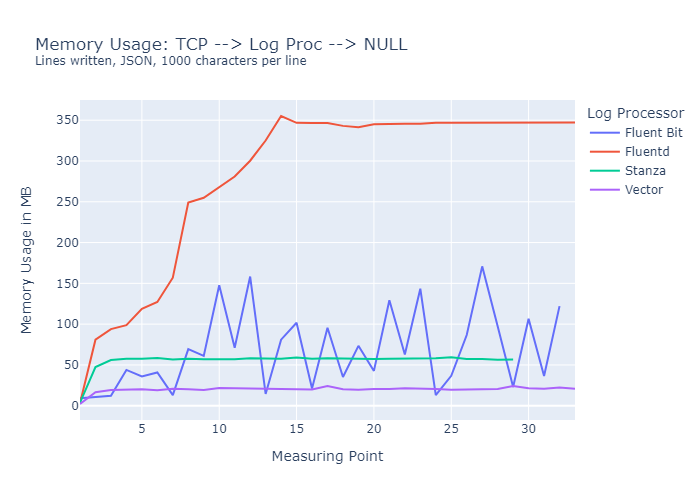 Memory Usage: TCP --> Log Proc --> NULL
Lines written, JSON, 1000 characters per line
Log Processor
Fluent Bit
Fluentd
Stanza
Vector
Memory Usage in MB
350
300
250
200
150
100
50
0
5 10 15 20 25 30
Measuring Point